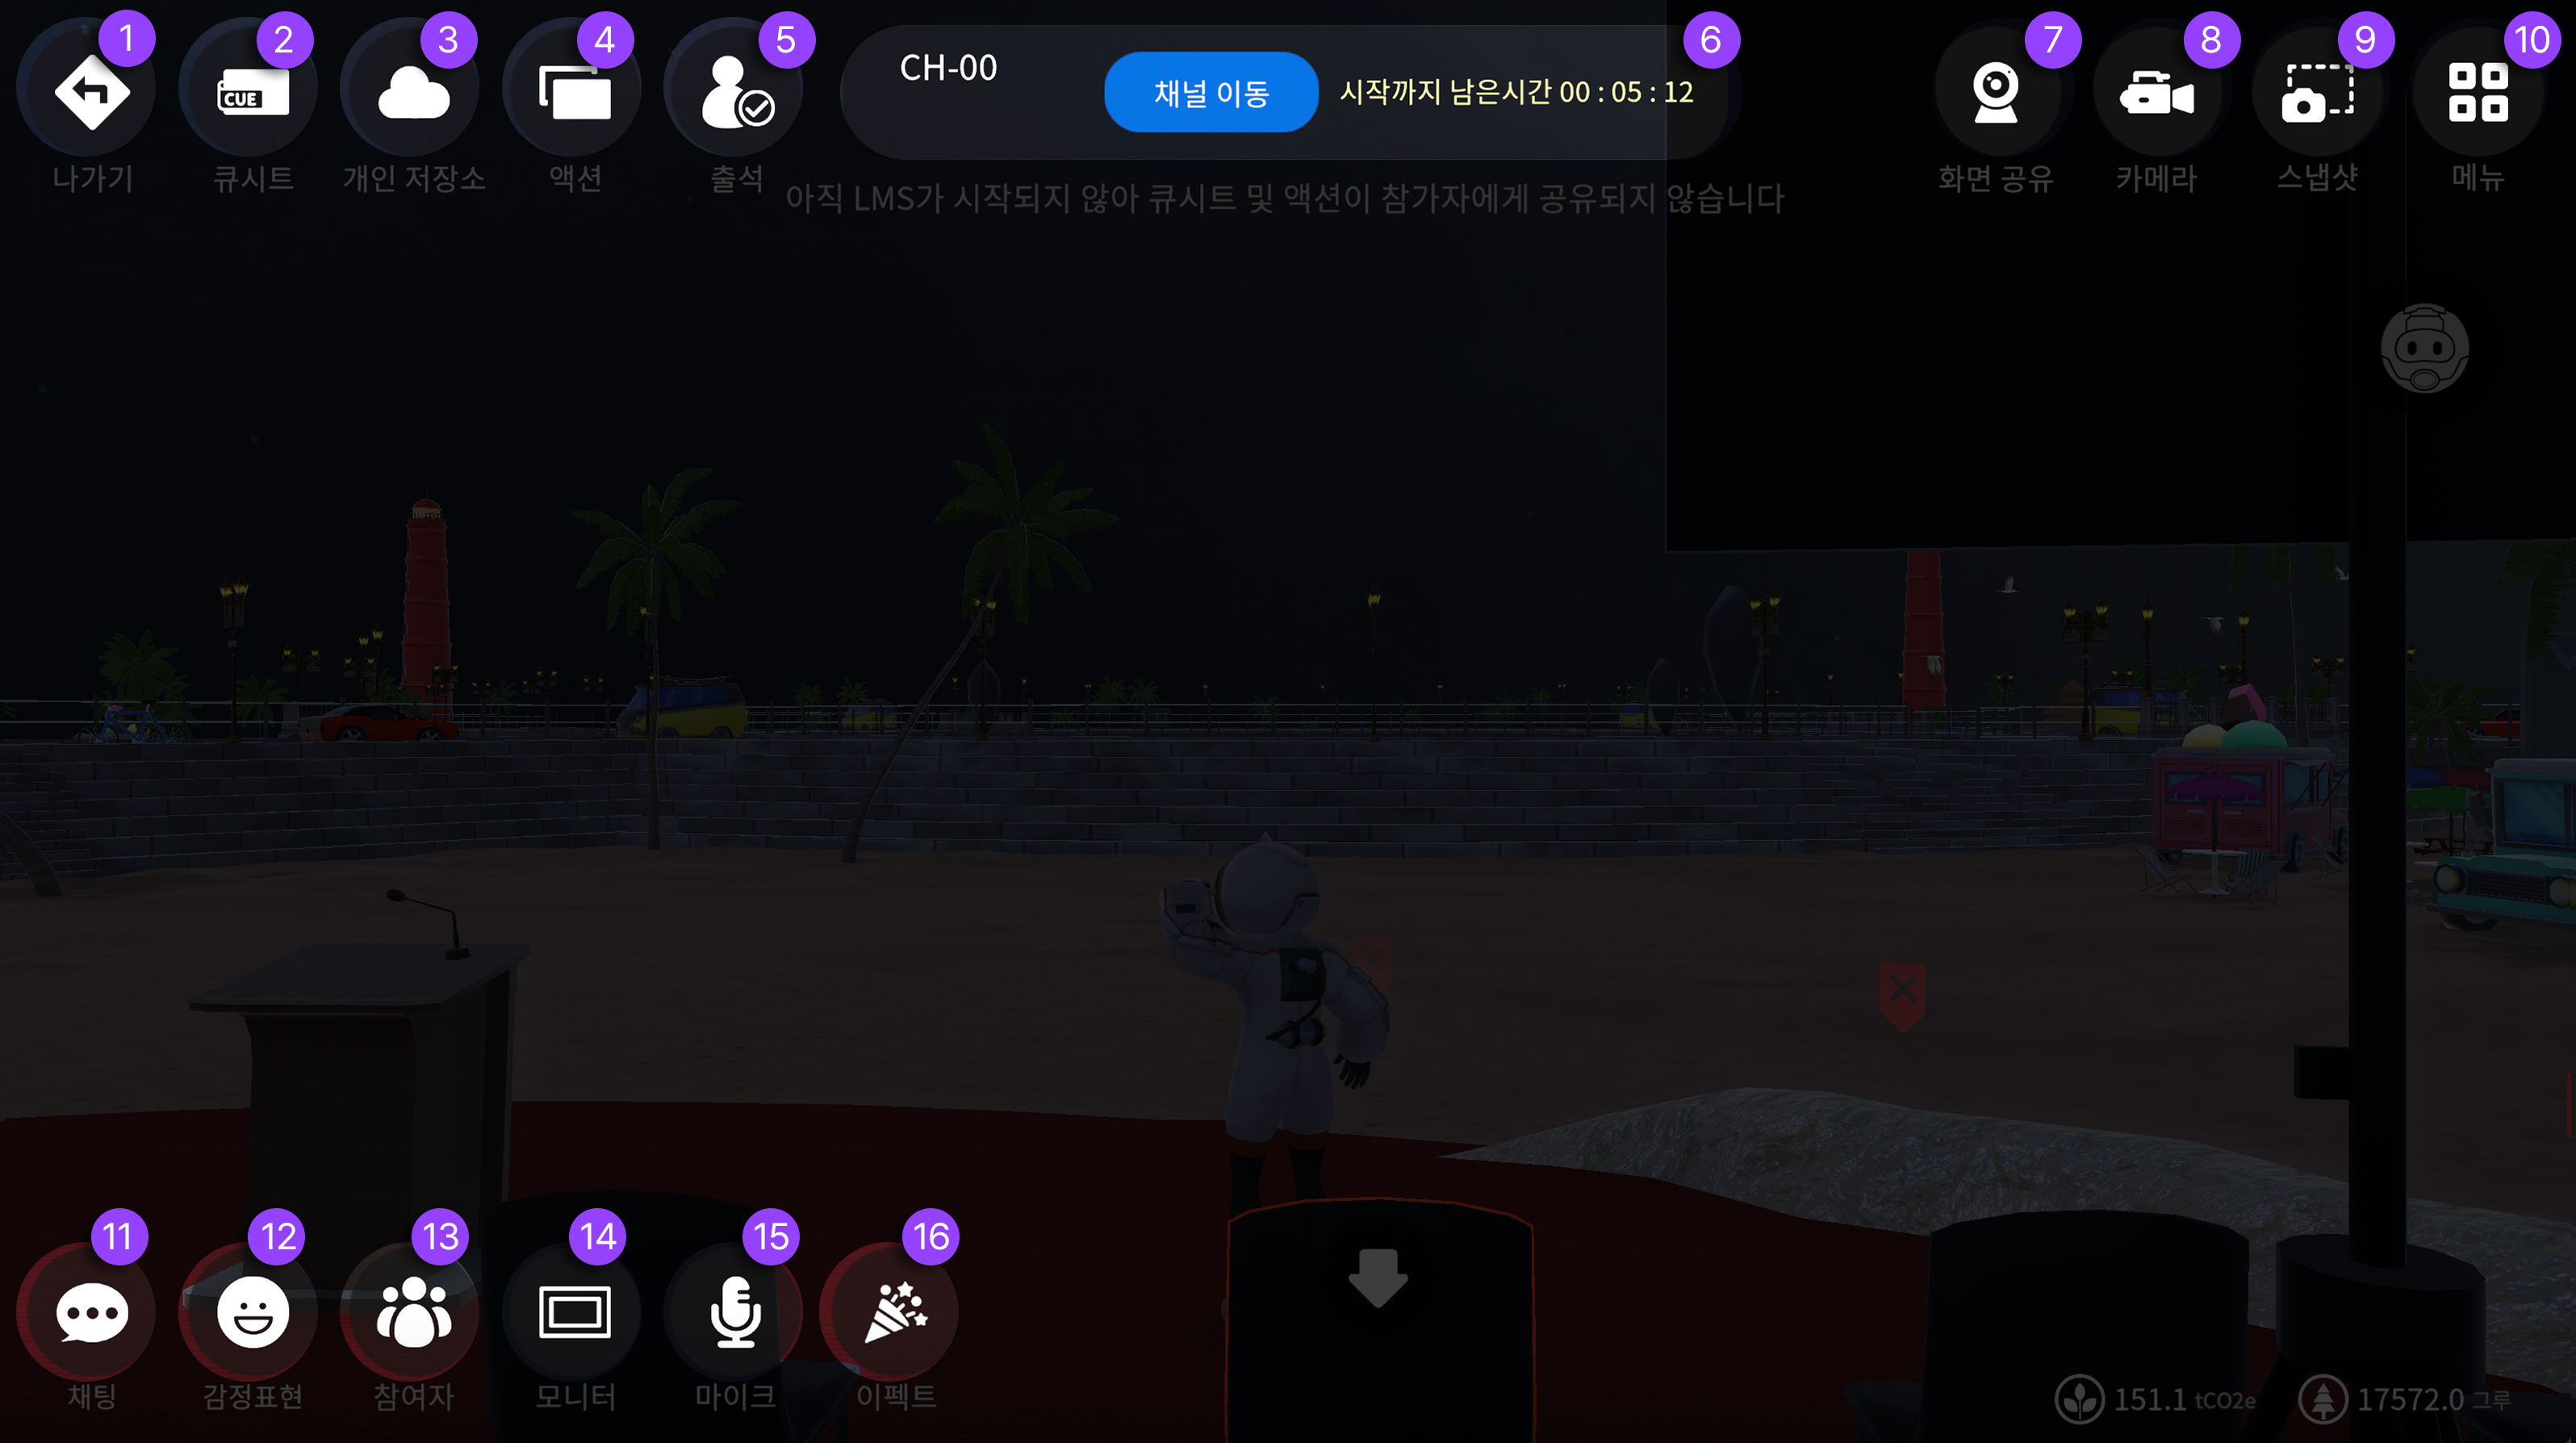 1
2
3
4
5
6
7
8
9
10
CUE
CH-00
채널 이동
시작까지 남은시간 00 : 05 : 12
나가기
큐시트
개인 저장소
액션
출석
화면 공유
카메라
스냅샷
메뉴
아직 LMS가 시작되지 않아 큐시트 및 액션이 참가자에게 공유되지 않습니다
11
12
13
14
15
16
채팅
감정표현
참여자
모니터
마이크
이펙트
151.1 tCO2e
17572.0 그루